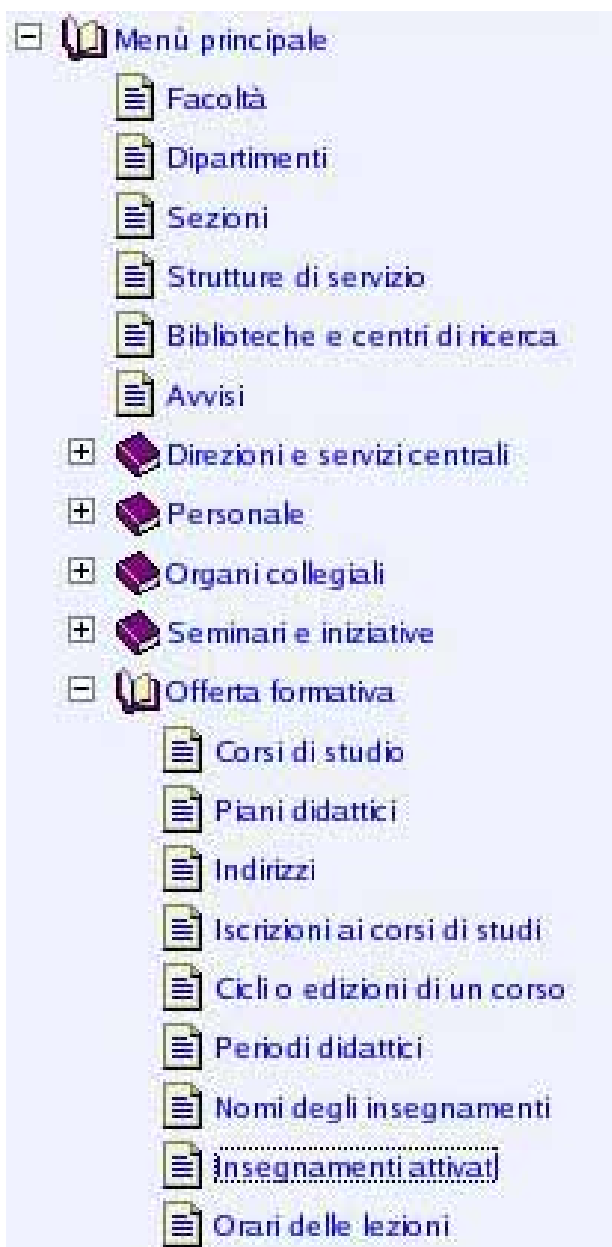 Menù principale
Facoltà
Dipartimenti
Sezioni
Strutture di servizio
Biblioteche e centri di ricerca
Avvisi
Direzioni e servizi centrali
Personale
Organi collegiali
Seminari e iniziative
Offerta formativa
Corsi di studio
Piani didattici
Indirizzi
Iscrizioni ai corsi di studi
Cicli o edizioni di un corso
Periodi didattici
Nomi degli insegnamenti
Insegnamenti attivati
Orari delle lezioni